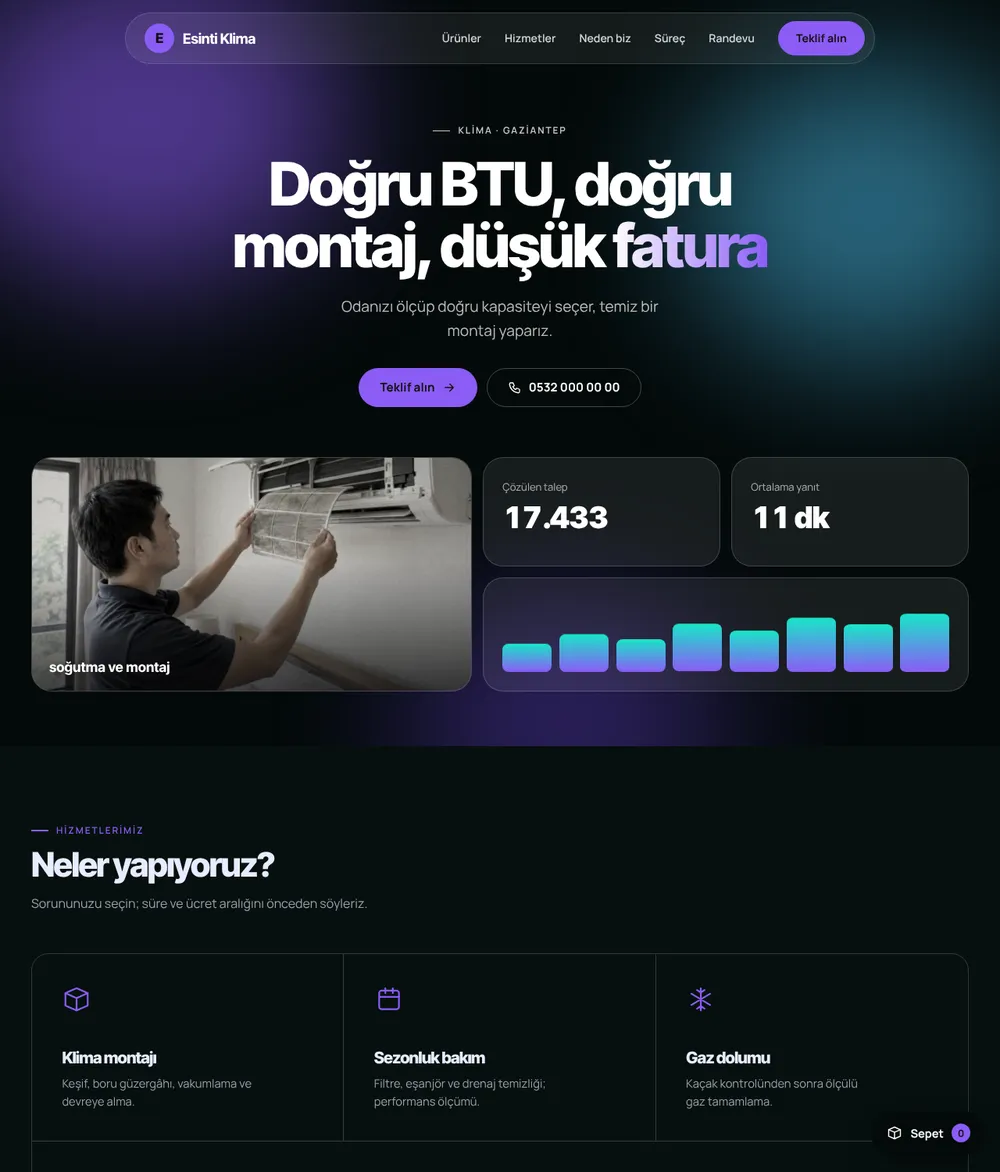 E Esinti Klima
Ürünler Hizmetler Neden biz Süreç Randevu Teklif alın
KLİMA · GAZİANTEP
Doğru BTU, doğru
montaj, düşük fatura
Odanızı ölçüp doğru kapasiteyi seçer, temiz bir
montaj yaparız.
Teklif alın → 0532 000 00 00
Çözülen talep
17.433
Ortalama yanıt
11 dk
soğutma ve montaj
HİZMETLERİMİZ
Neler yapıyoruz?
Sorununuzu seçin; süre ve ücret aralığını önceden söyleriz.
Klima montajı
Keşif, boru güzergâhı, vakumlama ve
devreye alma.
Sezonluk bakım
Filtre, eşanjör ve drenaj temizliği;
performans ölçümü.
Gaz dolumu
Kaçak kontrolünden sonra ölçülü
gaz tamamlama.
Sepet 0